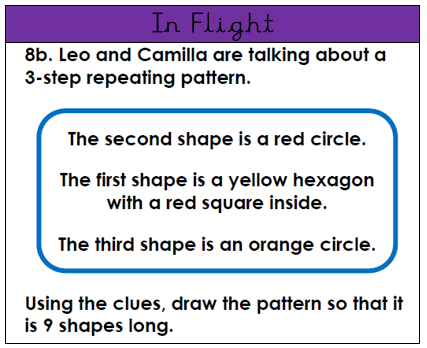 In Flight
8b. Leo and Camilla are talking about a
3-step repeating pattern.
The second shape is a red circle.
The first shape is a yellow hexagon
with a red square inside.
The third shape is an orange circle.
Using the clues, draw the pattern so that it
is 9 shapes long.